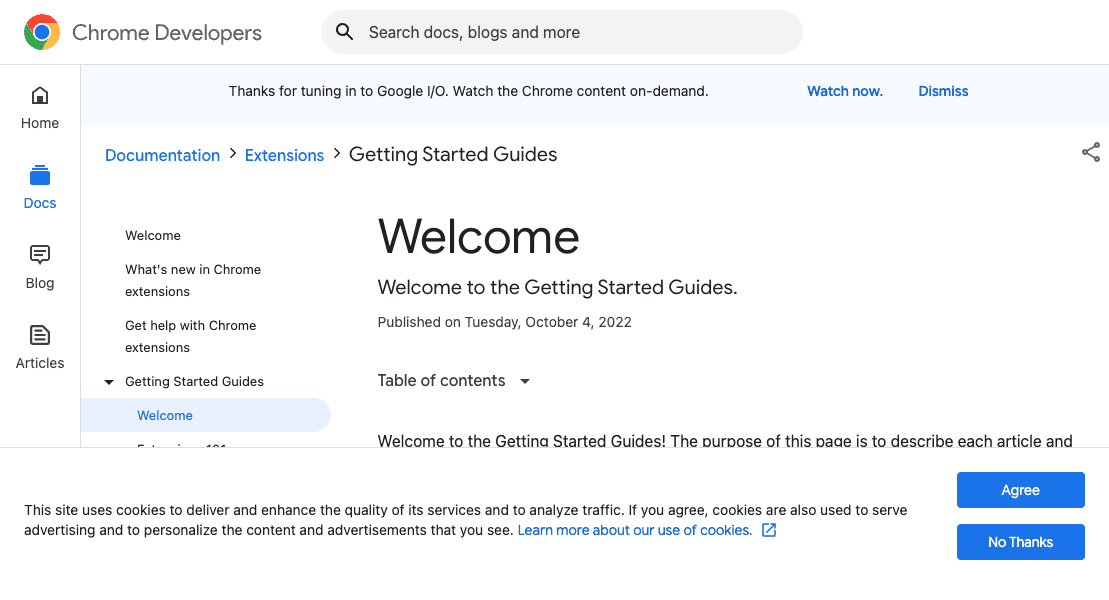 Chrome Developers
Search docs, blogs and more
Home
Docs
Blog
Articles
Thanks for tuning in to Google I/O. Watch the Chrome content on-demand.
Watch now.
Dismiss
Documentation
Extensions
Getting Started Guides
Welcome
What's new in Chrome
extensions
Get help with Chrome
extensions
Getting Started Guides
Welcome
Welcome
Welcome to the Getting Started Guides.
Published on Tuesday, October 4, 2022
Table of contents
Welcome to the Getting Started Guides! The purpose of this page is to describe each article and
This site uses cookies to deliver and enhance the quality of its services and to analyze traffic. If you agree, cookies are also used to serve
advertising and to personalize the content and advertisements that you see. Learn more about our use of cookies.
Agree
No Thanks